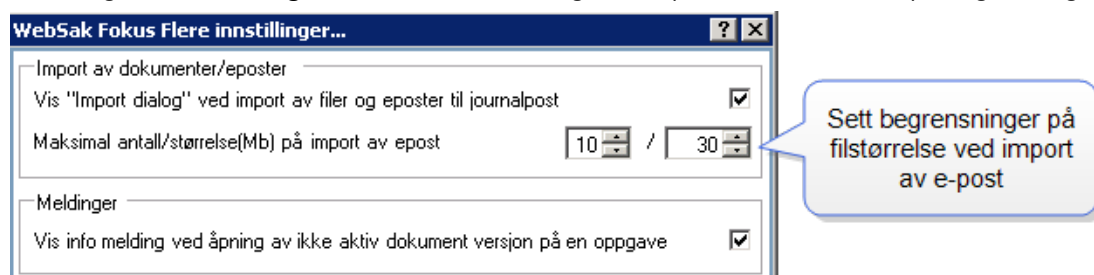 WebSak Fokus Flere innstillinger...
Import av dokumenter/eposter
Vis "Import dialog" ved import av filer og eposter til journalpost
Maksimal antall/størrelse(Mb) på import av epost 10 / 30
Sett begrensninger på
filstørrelse ved import
av e-post
Meldinger
Vis info melding ved åpning av ikke aktiv dokument versjon på en oppgave